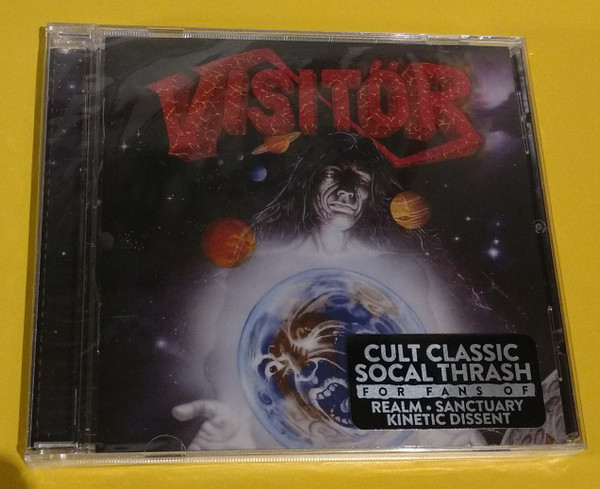 VISITÖR
CULT CLASSIC
SOCAL THRASH
FOR FANS OF
REALM • SANCTUARY
KINETIC DISSENT